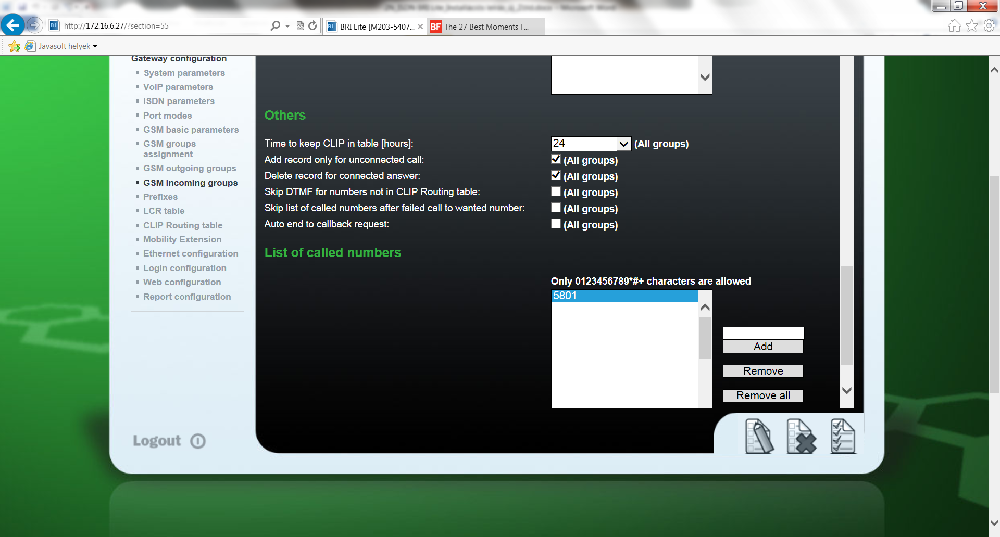 http://172.16.6.27/?section=55
BL
BRI Lite [M203-5407...
BF
The 27 Best Moments F...
Javasolt helyek
Gateway configuration
System parameters
VoIP parameters
ISDN parameters
Port modes
GSM basic parameters
GSM groups
assignment
GSM outgoing groups
GSM incoming groups
Prefixes
LCR table
CLIP Routing table
Mobility Extension
Ethernet configuration
Login configuration
Web configuration
Report configuration
Logout
Others
Time to keep CLIP in table [hours]:
24
(All groups)
Add record only for unconnected call:
(All groups)
Delete record for connected answer:
(All groups)
Skip DTMF for numbers not in CLIP Routing table:
(All groups)
Skip list of called numbers after failed call to wanted number:
(All groups)
Auto end to callback request:
(All groups)
List of called numbers
Only 0123456789*#+ characters are allowed
5801
Add
Remove
Remove all